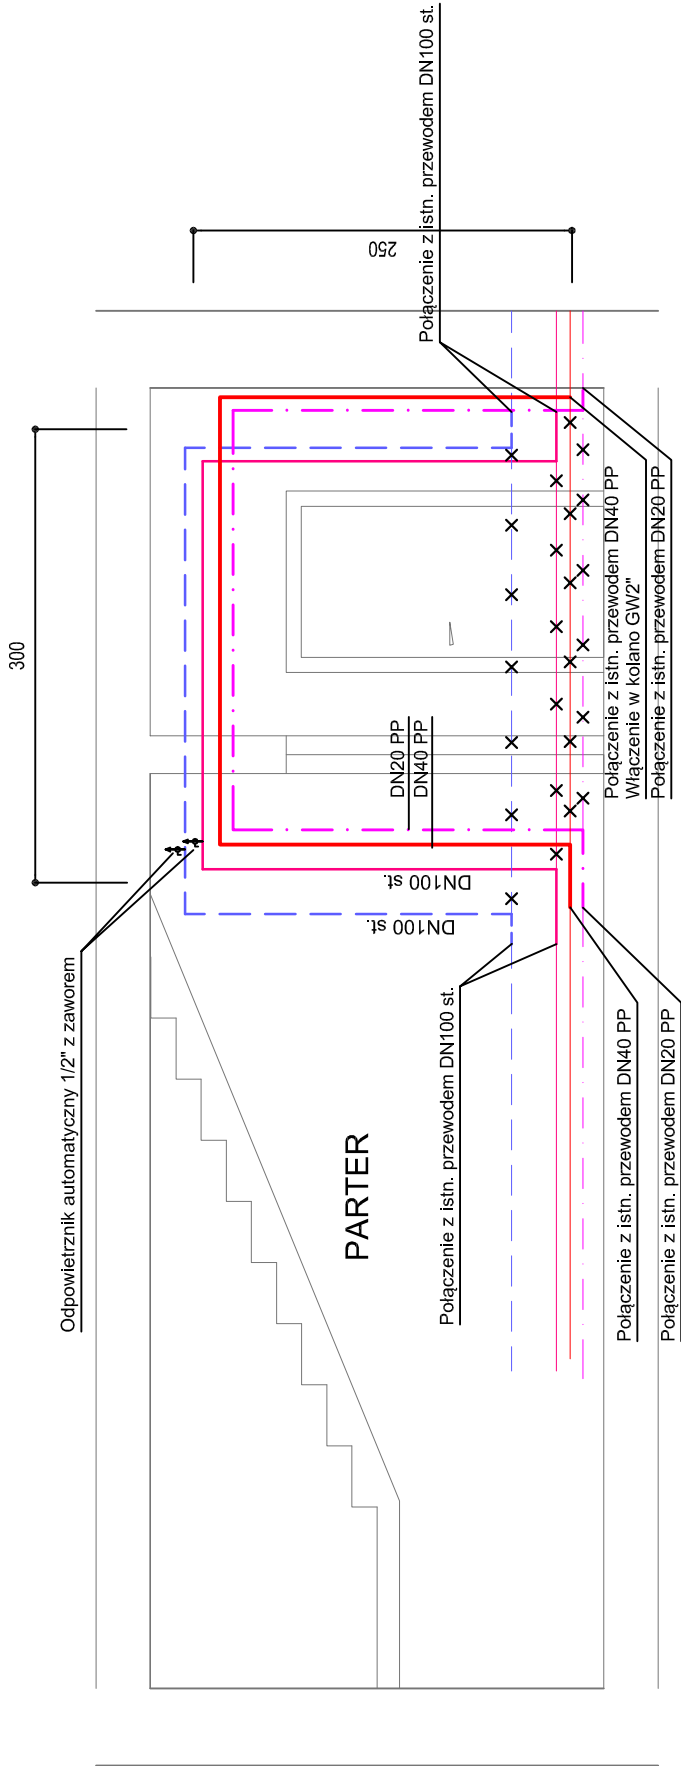 Połączenie z istn. przewodem DN100 st.
250
300
Połączenie z istn. przewodem DN40 PP
Włączenie w kolano GW2"
Połączenie z istn. przewodem DN20 PP
DN20 PP
DN40 PP
DN100 st.
DN100 st.
Odpowietrznik automatyczny 1/2" z zaworem
PARTER
Połączenie z istn. przewodem DN100 st.
Połączenie z istn. przewodem DN40 PP
Połączenie z istn. przewodem DN20 PP